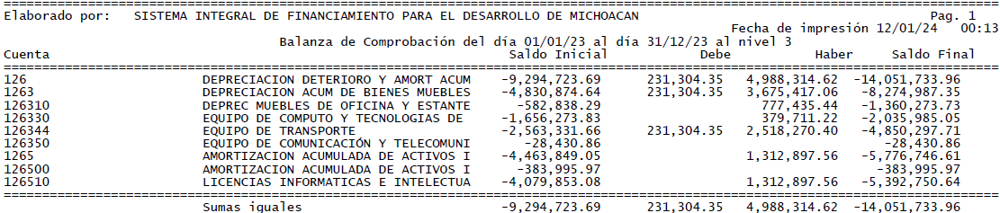 ====================================================================================================
Elaborado por:   SISTEMA INTEGRAL DE FINANCIAMIENTO PARA EL DESARROLLO DE MICHOACAN   Pag. 1
Fecha de impresión 12/01/24   00:13
Balanza de Comprobación del día 01/01/23 al día 31/12/23 al nivel 3
Cuenta   Saldo Inicial   Debe   Haber   Saldo Final
====================================================================================================
126   DEPRECIACION DETERIORO Y AMORT ACUM   -9,294,723.69   231,304.35   4,988,314.62   -14,051,733.96
1263   DEPRECIACION ACUM DE BIENES MUEBLES   -4,830,874.64   231,304.35   3,675,417.06   -8,274,987.35
126310   DEPREC MUEBLES DE OFICINA Y ESTANTE   -582,838.29   777,435.44   -1,360,273.73
126330   EQUIPO DE COMPUTO Y TECNOLOGIAS DE   -1,656,273.83   379,711.22   -2,035,985.05
126344   EQUIPO DE TRANSPORTE   -2,563,331.66   231,304.35   2,518,270.40   -4,850,297.71
126350   EQUIPO DE COMUNICACIÓN Y TELECOMUNI   -28,430.86   -28,430.86
1265   AMORTIZACION ACUMULADA DE ACTIVOS I   -4,463,849.05   1,312,897.56   -5,776,746.61
126500   AMORTIZACION ACUMULADA DE ACTIVOS I   -383,995.97   -383,995.97
126510   LICENCIAS INFORMATICAS E INTELECTUA   -4,079,853.08   1,312,897.56   -5,392,750.64
====================================================================================================
Sumas iguales   -9,294,723.69   231,304.35   4,988,314.62   -14,051,733.96